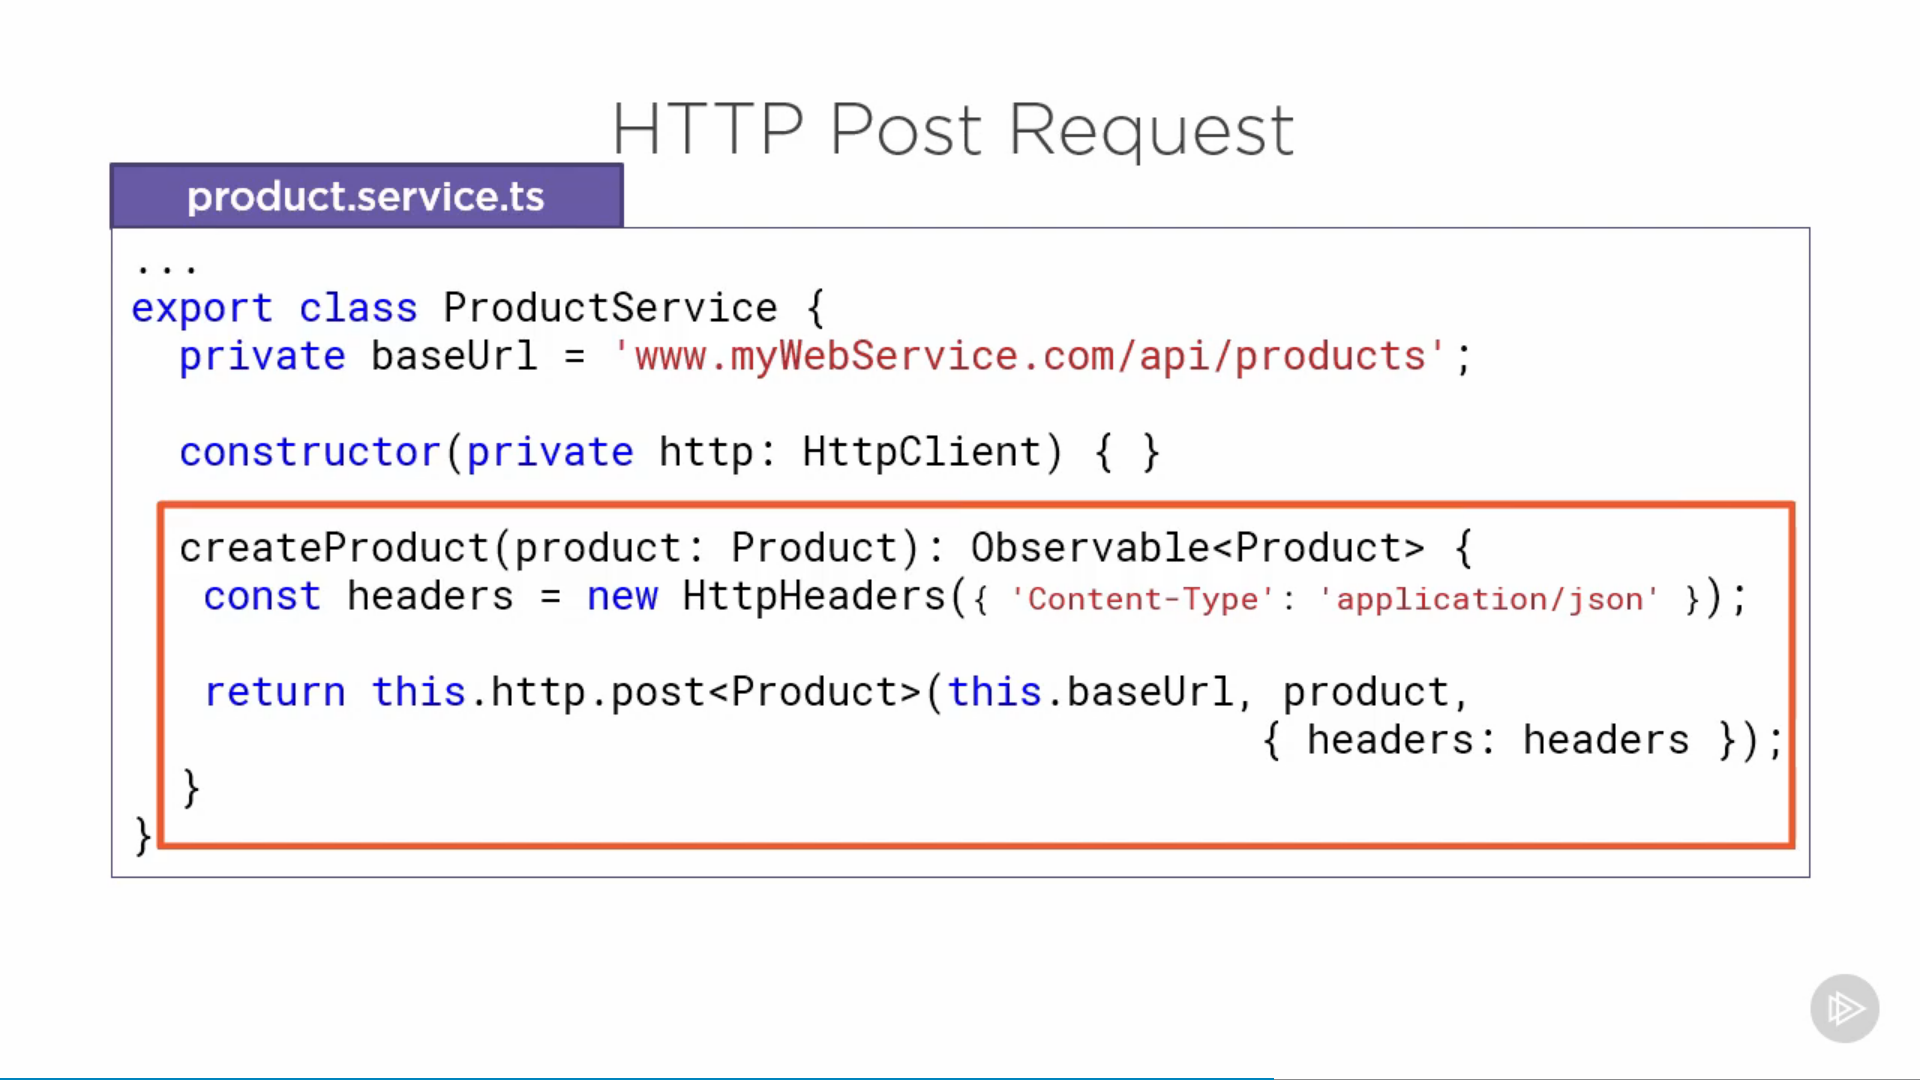 HTTP Post Request
product.service.ts
...
export class ProductService {
private baseUrl = 'www.myWebService.com/api/products';
constructor(private http: HttpClient) { }
createProduct(product: Product): Observable<Product> {
const headers = new HttpHeaders({ 'Content-Type': 'application/json' });
return this.http.post<Product>(this.baseUrl, product,
{ headers: headers });
}
}